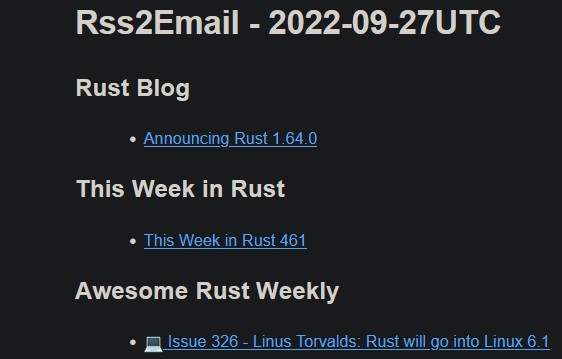 Rss2Email - 2022-09-27UTC
Rust Blog
• Announcing Rust 1.64.0
This Week in Rust
• This Week in Rust 461
Awesome Rust Weekly
• 💻 Issue 326 - Linus Torvalds: Rust will go into Linux 6.1